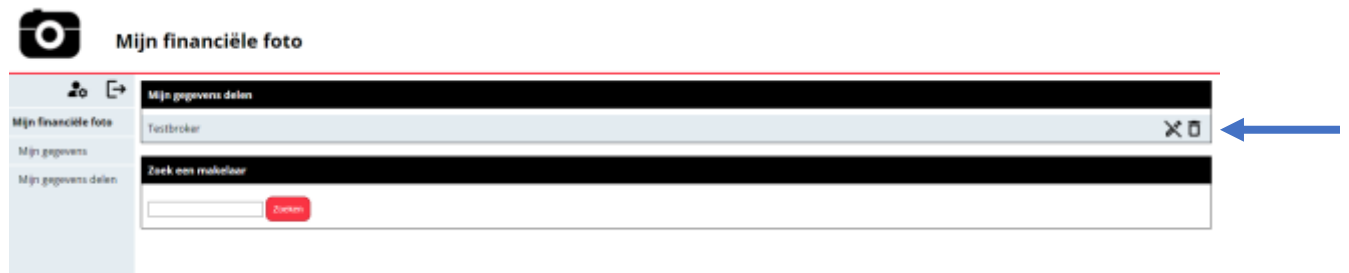 Mijn financiële foto
Mijn gegevens delen
Mijn financiële foto
Testbroker
Mijn gegevens
Mijn gegevens delen
Zoek een makelaar
Zoeken